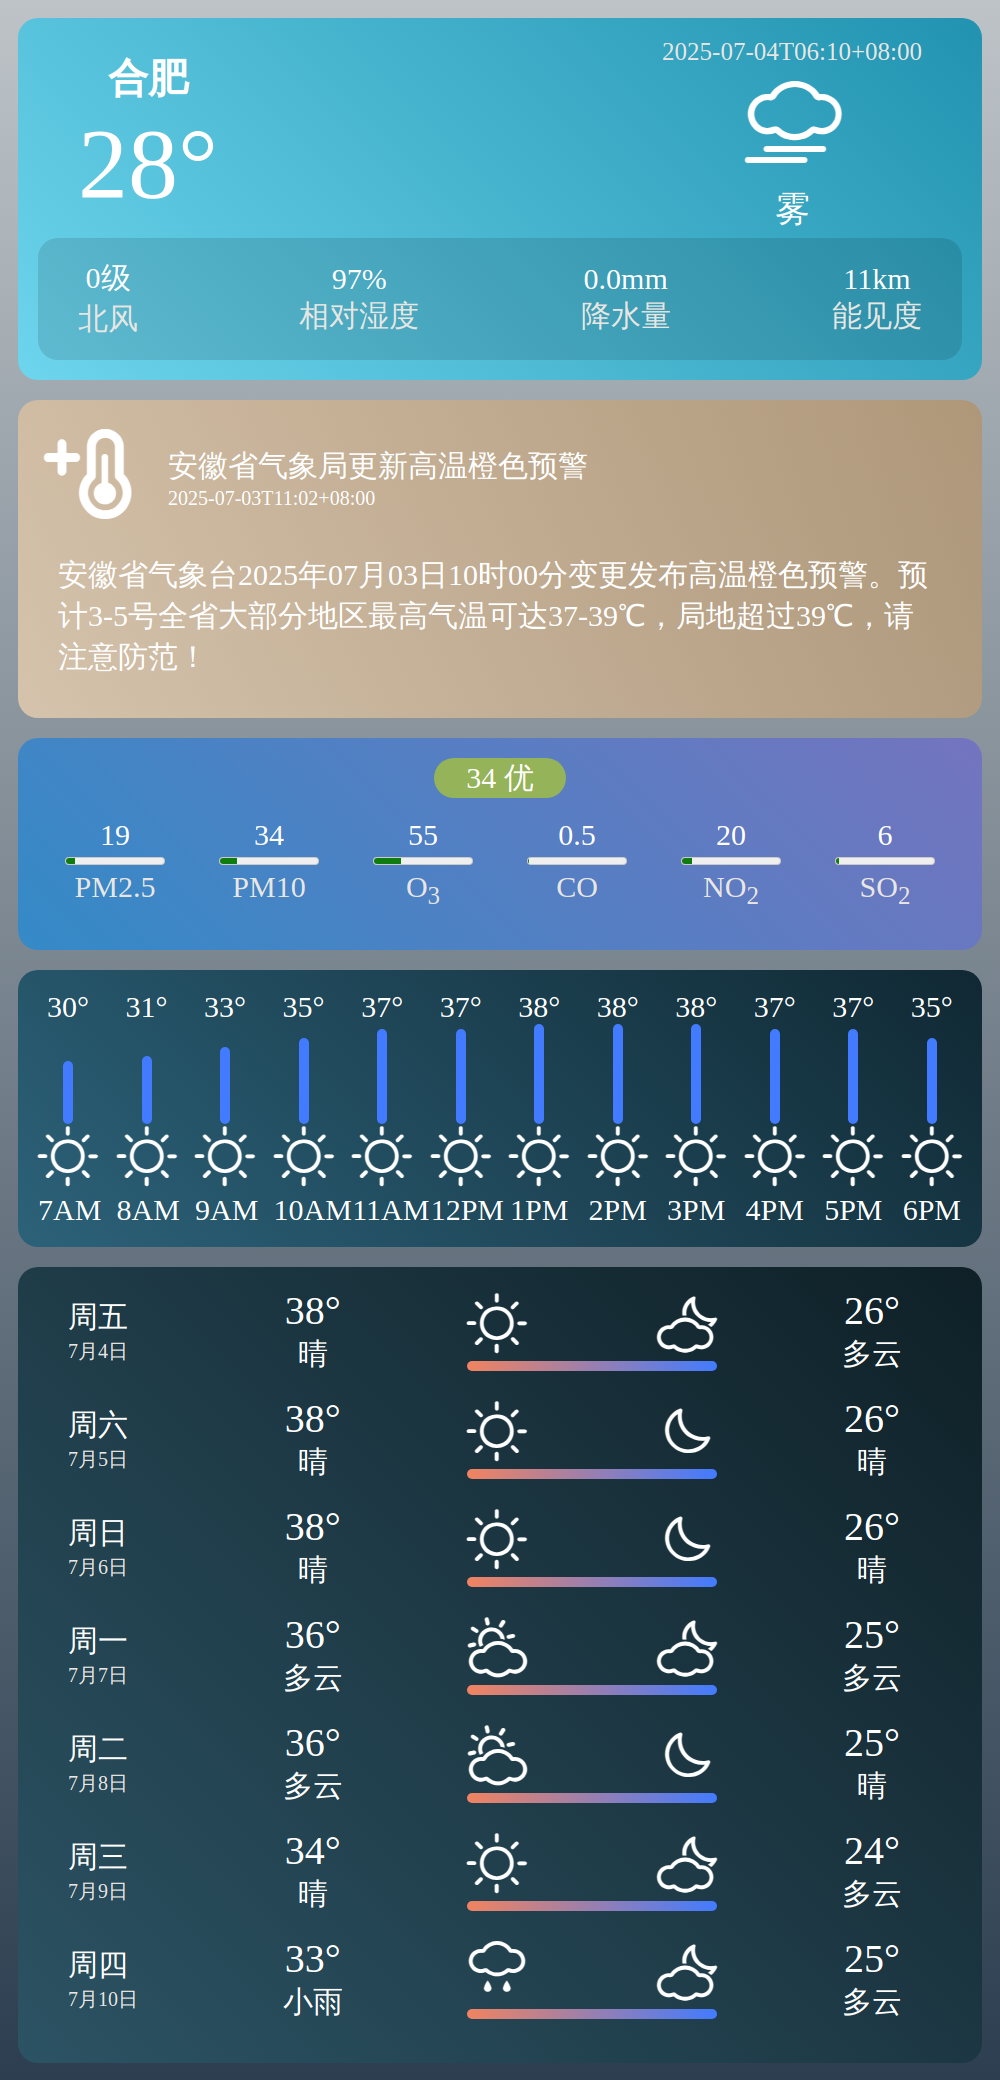 合肥
28°
2025-07-04T06:10+08:00
雾
0级 97% 0.0mm 11km
北风 相对湿度 降水量 能见度
安徽省气象局更新高温橙色预警
2025-07-03T11:02+08:00
安徽省气象台2025年07月03日10时00分变更发布高温橙色预警。预
计3-5号全省大部分地区最高气温可达37-39℃，局地超过39℃，请
注意防范！
34 优
19 34 55 0.5 20 6
PM2.5 PM10 O3 CO NO2 SO2
30° 31° 33° 35° 37° 37° 38° 38° 38° 37° 37° 35°
7AM 8AM 9AM 10AM 11AM 12PM 1PM 2PM 3PM 4PM 5PM 6PM
周五 38° 26°
7月4日 晴 多云
周六 38° 26°
7月5日 晴 晴
周日 38° 26°
7月6日 晴 晴
周一 36° 25°
7月7日 多云 多云
周二 36° 25°
7月8日 多云 晴
周三 34° 24°
7月9日 晴 多云
周四 33° 25°
7月10日 小雨 多云